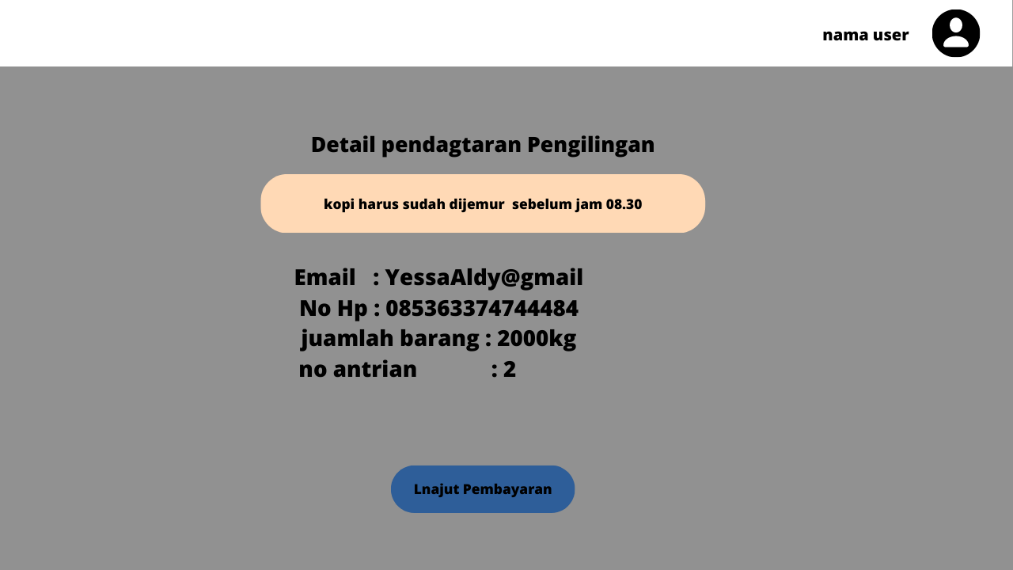 nama user
Detail pendagtaran Pengilingan
kopi harus sudah dijemur sebelum jam 08.30
Email : YessaAldy@gmail
No Hp : 085363374744484
juamlah barang : 2000kg
no antrian : 2
Lnajut Pembayaran